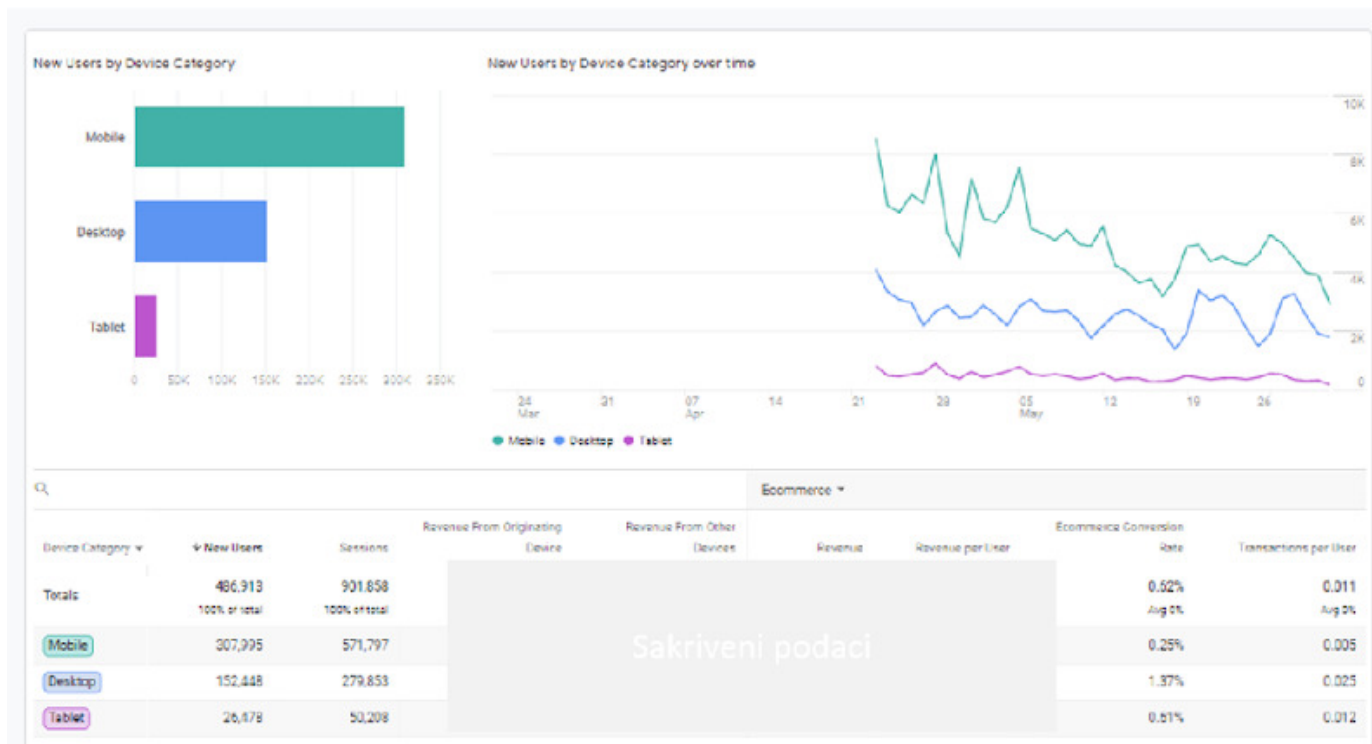 New Users by Device Category
New Users by Device Category over time
Mobile
Desktop
Tablet
0 50K 100K 150K 200K 250K 300K 250K
10K
8K
6K
4K
2K
0
24 31 07 14 21 28 05 12 19 26
Mar Apr May
Mobile Desktop Tablet
Ecommerce
Revenue From Originating Revenue From Other Ecommerce Conversion
Device Category New Users Sessions Device Devices Revenue Revenue per User Rate Transactions per User
Totals 486,913 901,858 0.011
100% of total 100% of total Avg 0% Avg 0%
Sakriveni podaci
Mobile 307,995 571,797 0.25% 0.005
Desktop 152,448 279,853 1.37% 0.025
Tablet 26,478 50,208 0.61% 0.012